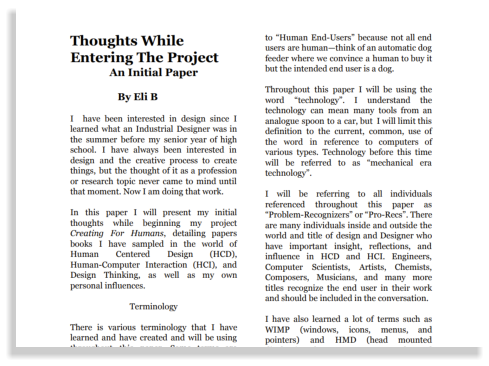 Thoughts While
Entering The Project
An Initial Paper
By Eli B
I have been interested in design since I
learned what an Industrial Designer was in
the summer before my senior year of high
school. I have always been interested in
design and the creative process to create
things, but the thought of it as a profession
or research topic never came to mind until
that moment. Now I am doing that work.
In this paper I will present my initial
thoughts while beginning my project
Creating For Humans, detailing papers
books I have sampled in the world of
Human Centered Design (HCD),
Human-Computer Interaction (HCI), and
Design Thinking, as well as my own
personal influences.
Terminology
There is various terminology that I have
learned and have created and will be using
to “Human End-Users” because not all end
users are human—think of an automatic dog
feeder where we convince a human to buy it
but the intended end user is a dog.
Throughout this paper I will be using the
word “technology”. I understand the
technology can mean many tools from an
analogue spoon to a car, but I will limit this
definition to the current, common, use of
the word in reference to computers of
various types. Technology before this time
will be referred to as “mechanical era
technology”.
I will be referring to all individuals
referenced throughout this paper as
“Problem-Recognizers” or “Pro-Recs”. There
are many individuals inside and outside the
world and title of design and Designer who
have important insight, reflections, and
influence in HCD and HCI. Engineers,
Computer Scientists, Artists, Chemists,
Composers, Musicians, and many more
titles recognize the end user in their work
and should be included in the conversation.
I have also learned a lot of terms such as
WIMP (windows, icons, menus, and
pointers) and HMD (head mounted